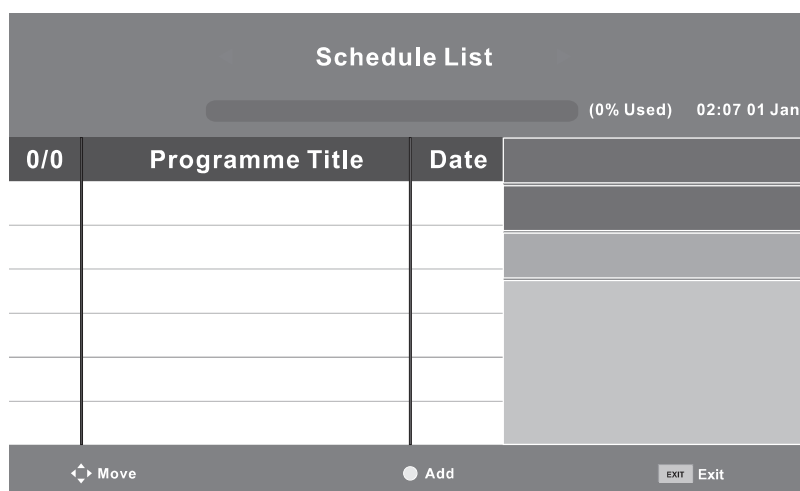 Schedule List
(0% Used) 02:07 01 Jan
0/0 Programme Title Date
Move Add EXIT Exit